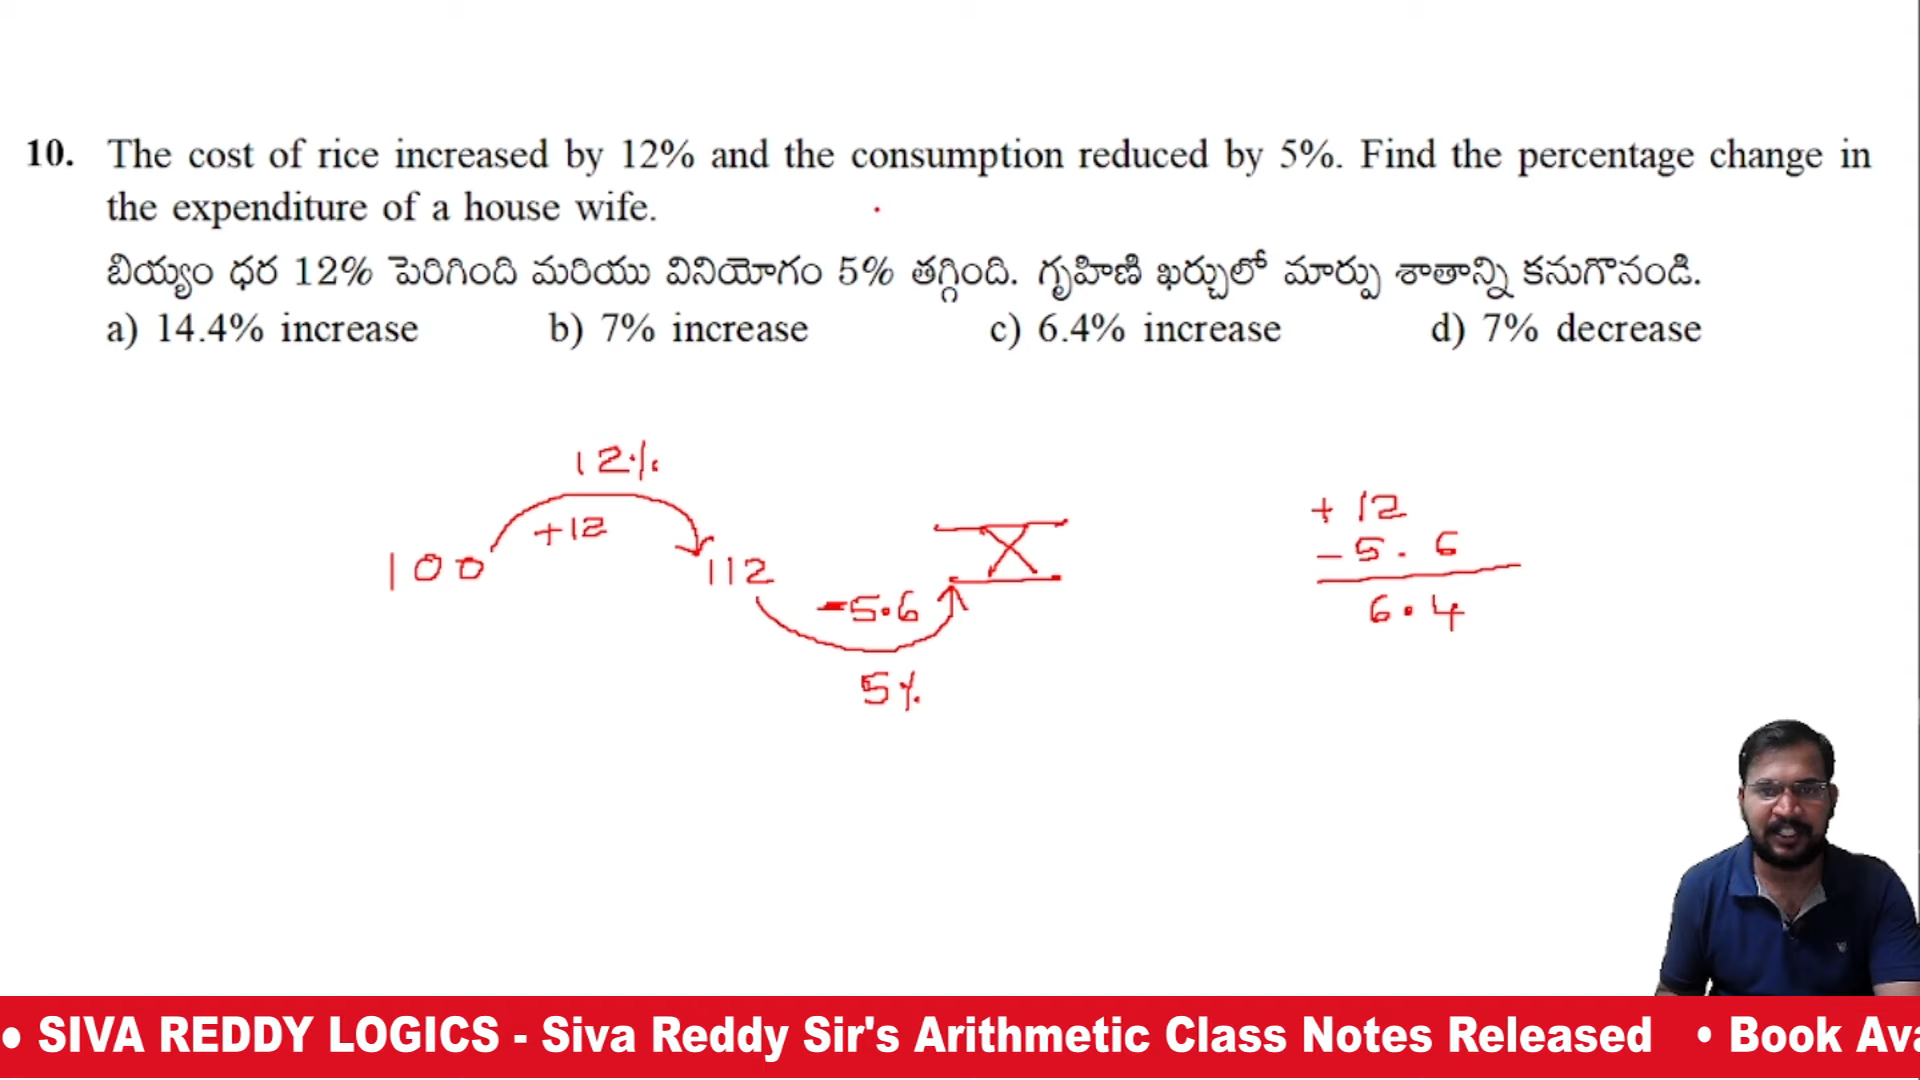 10. The cost of rice increased by 12% and the consumption reduced by 5%. Find the percentage change in
the expenditure of a house wife.
బియ్యం ధర 12% పెరిగింది మరియు వినియోగం 5% తగ్గింది. గృహిణి ఖర్చులో మార్పు శాతాన్ని కనుగొనండి.
a) 14.4% increase b) 7% increase c) 6.4% increase d) 7% decrease
12%
+12
100
112
-5.6
5%
+ 12
- 5.6
6.4
• SIVA REDDY LOGICS - Siva Reddy Sir's Arithmetic Class Notes Released • Book Ava